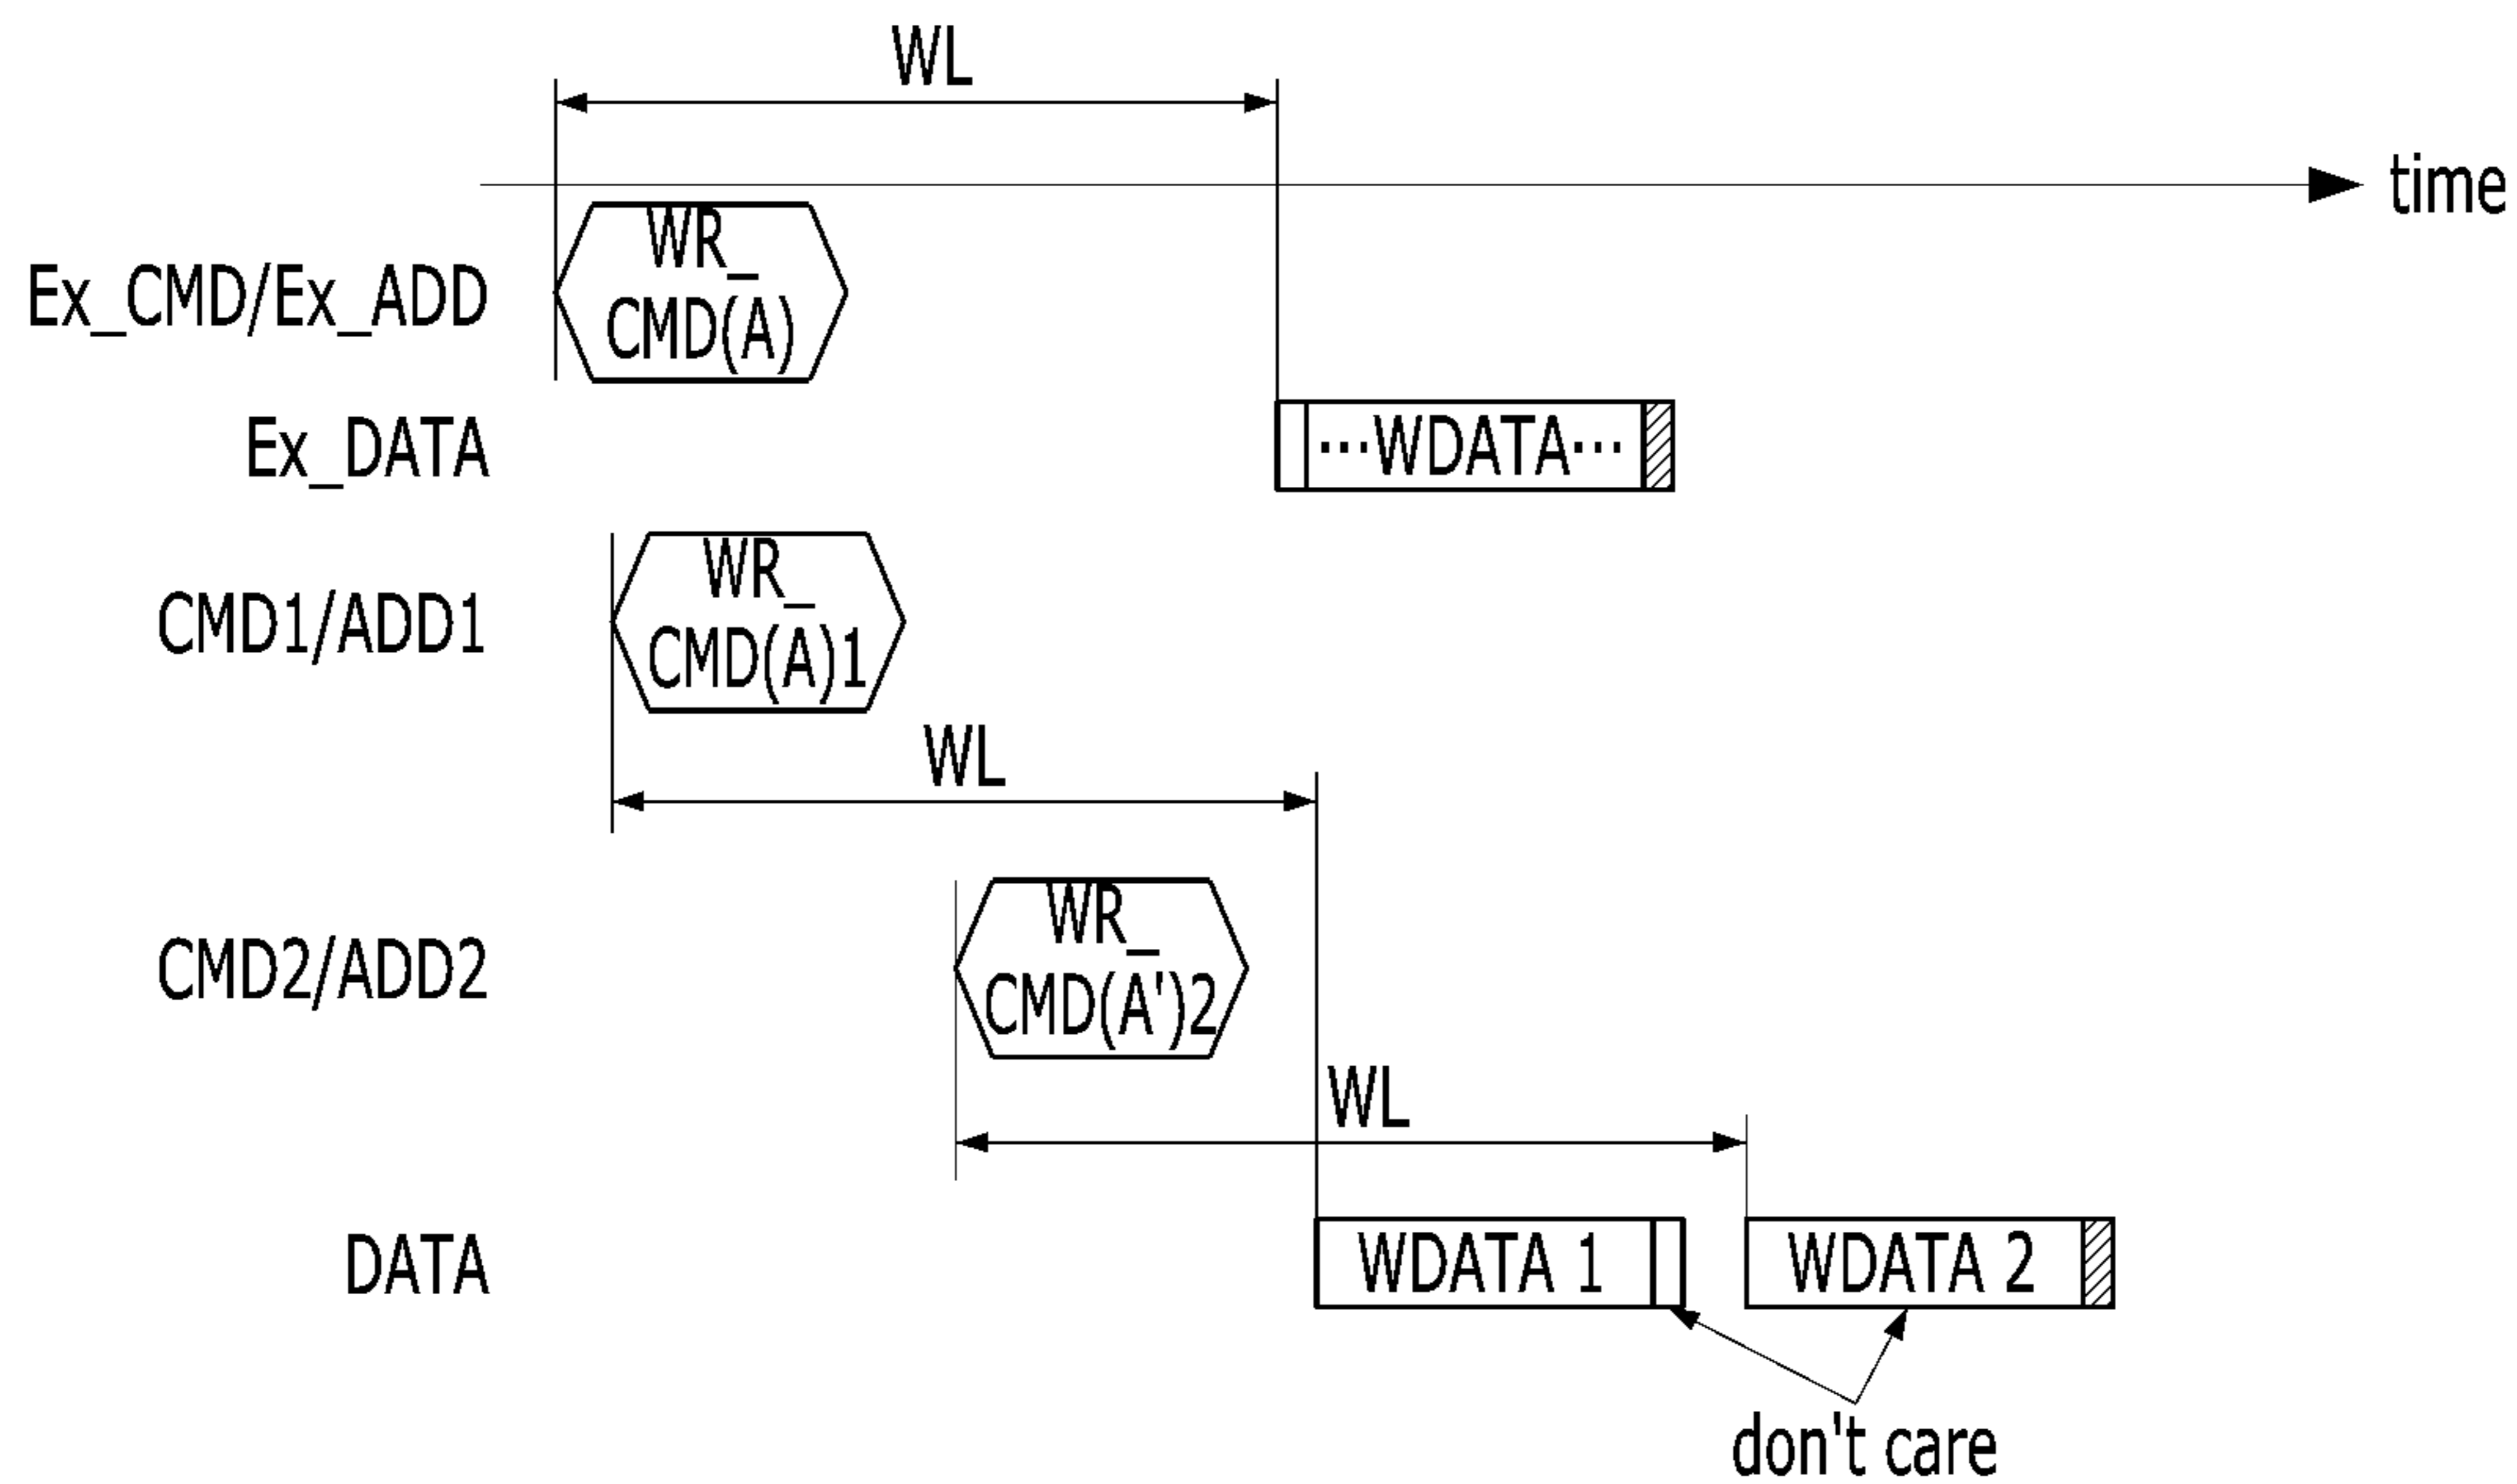 WL
time
WR_
CMD(A)
Ex_CMD/Ex_ADD
Ex_DATA
···WDATA···
WR_
CMD(A)1
CMD1/ADD1
WL
WR_
CMD(A')2
CMD2/ADD2
WL
DATA
WDATA 1
WDATA 2
don't care